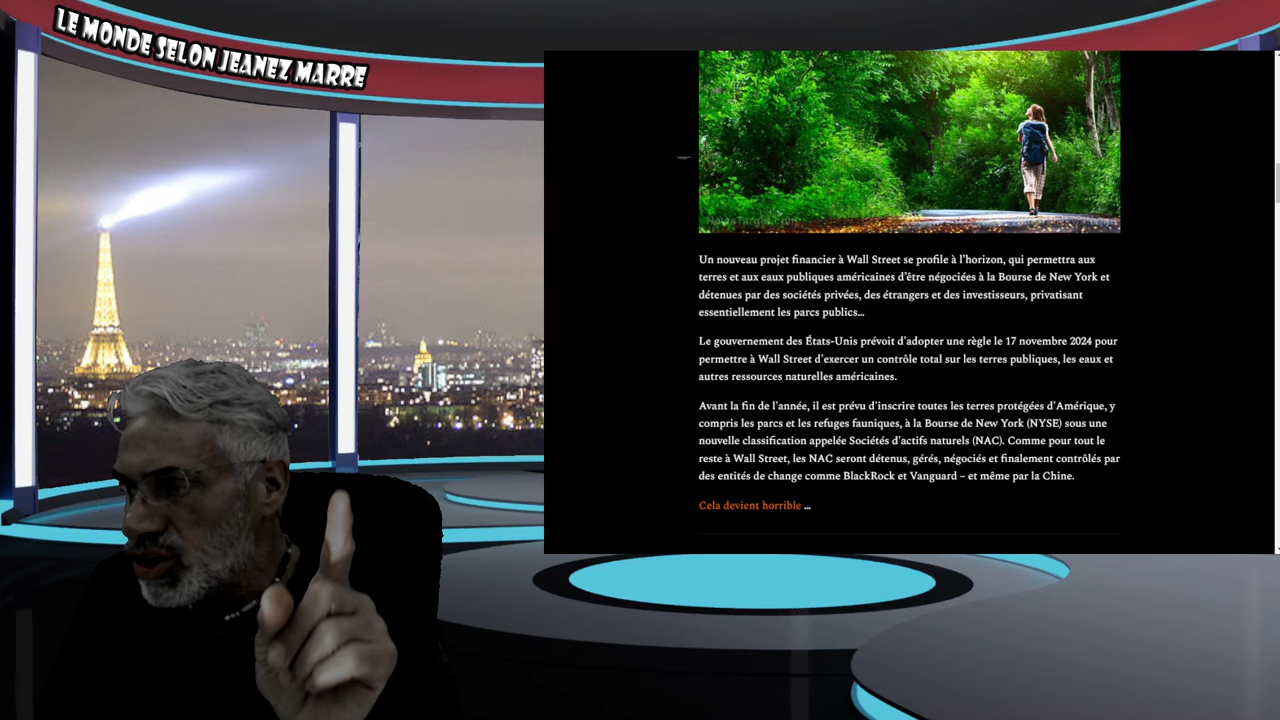 LE MONDE SELON JEANEZ MARRE
Un nouveau projet financier à Wall Street se profile à l'horizon, qui permettra aux
terres et aux eaux publiques américaines d'être négociées à la Bourse de New York et
détenues par des sociétés privées, des étrangers et des investisseurs, privatisant
essentiellement les parcs publics...
Le gouvernement des États-Unis prévoit d'adopter une règle le 17 novembre 2024 pour
permettre à Wall Street d'exercer un contrôle total sur les terres publiques, les eaux et
autres ressources naturelles américaines.
Avant la fin de l'année, il est prévu d'inscrire toutes les terres protégées d'Amérique, y
compris les parcs et les refuges fauniques, à la Bourse de New York (NYSE) sous une
nouvelle classification appelée Sociétés d'actifs naturels (NAC). Comme pour tout le
reste à Wall Street, les NAC seront détenus, gérés, négociés et finalement contrôlés par
des entités de change comme BlackRock et Vanguard – et même par la Chine.
Cela devient horrible ...